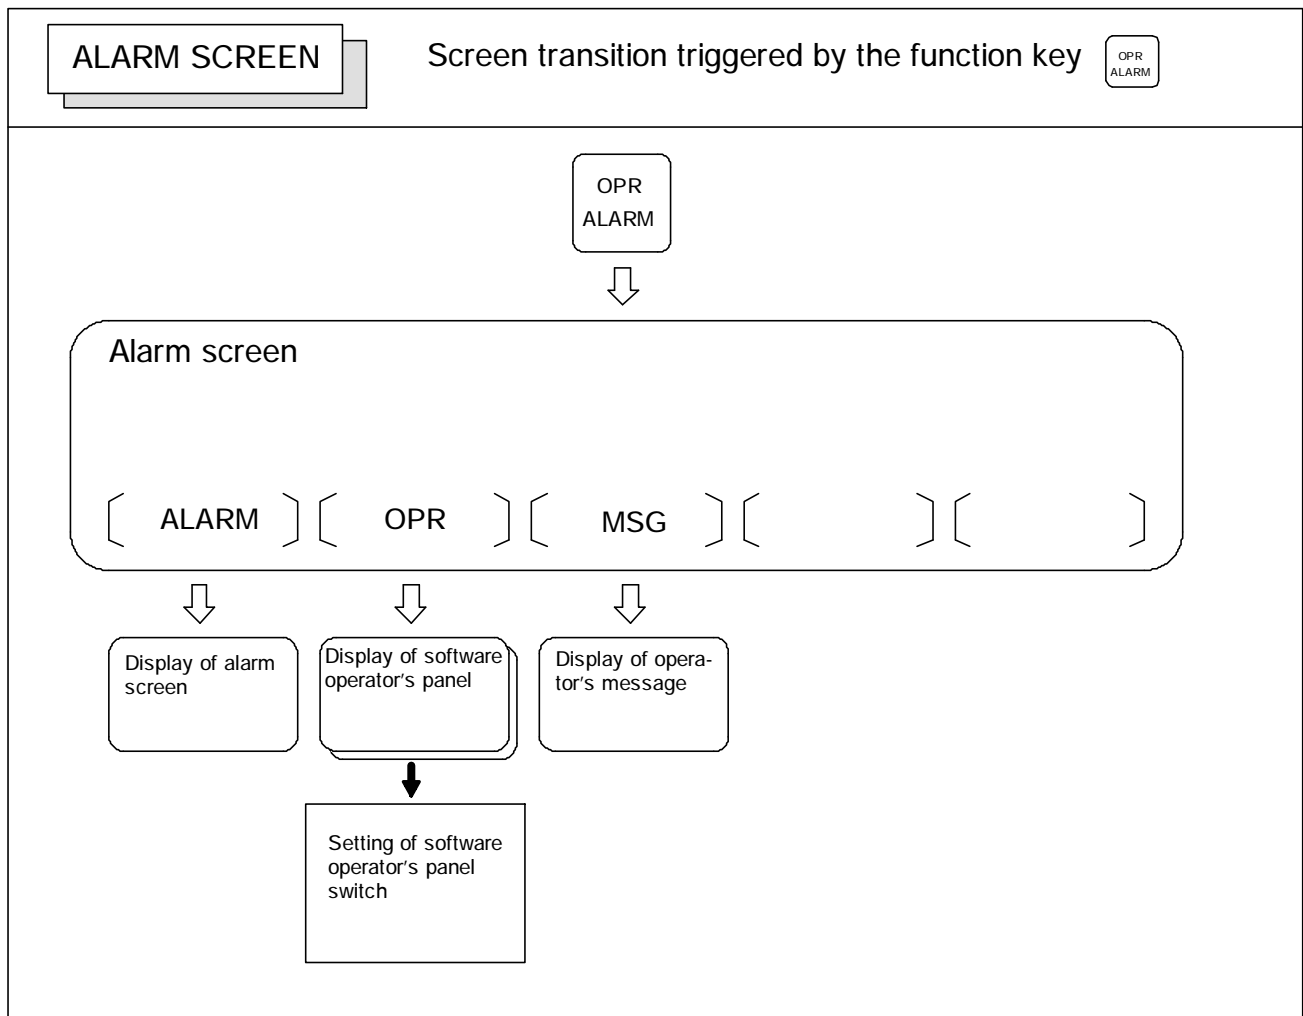 ALARM SCREEN
Screen transition triggered by the function key
OPR
ALARM
OPR
ALARM
Alarm screen
ALARM
OPR
MSG
Display of alarm
screen
Display of software
operator's panel
Display of opera-
tor's message
Setting of software
operator's panel
switch